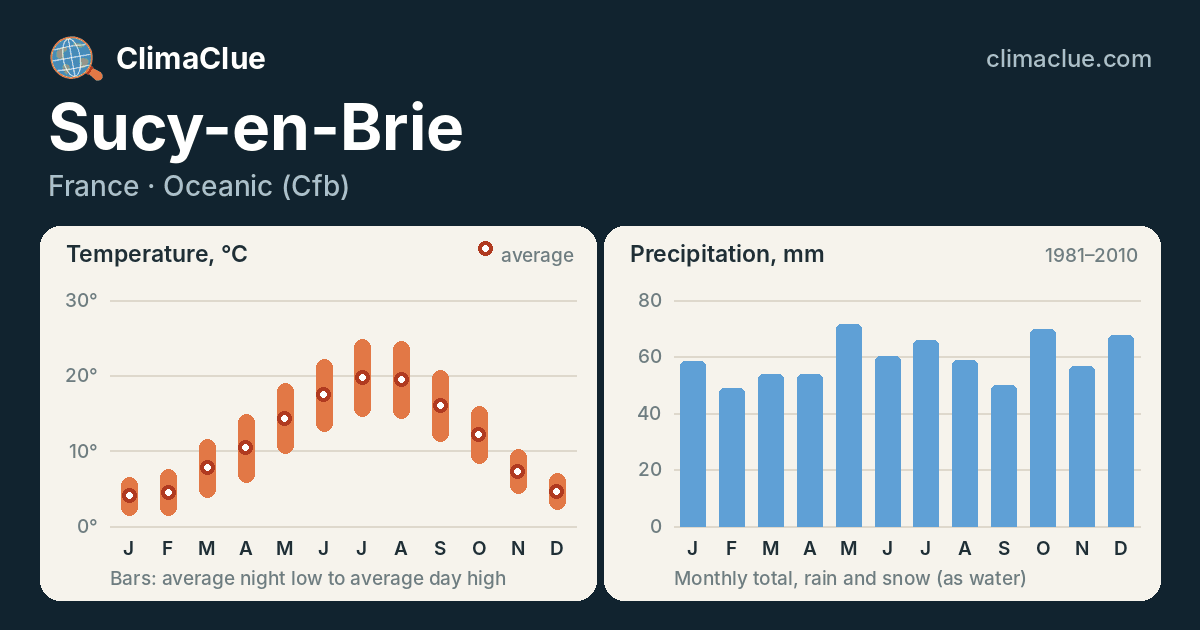 ClimaClue
climaclue.com
Sucy-en-Brie
France · Oceanic (Cfb)
Temperature, °C
average
30°
20°
10°
0°
J F M A M J J A S O N D
Bars: average night low to average day high
Precipitation, mm
1981–2010
80
60
40
20
0
J F M A M J J A S O N D
Monthly total, rain and snow (as water)